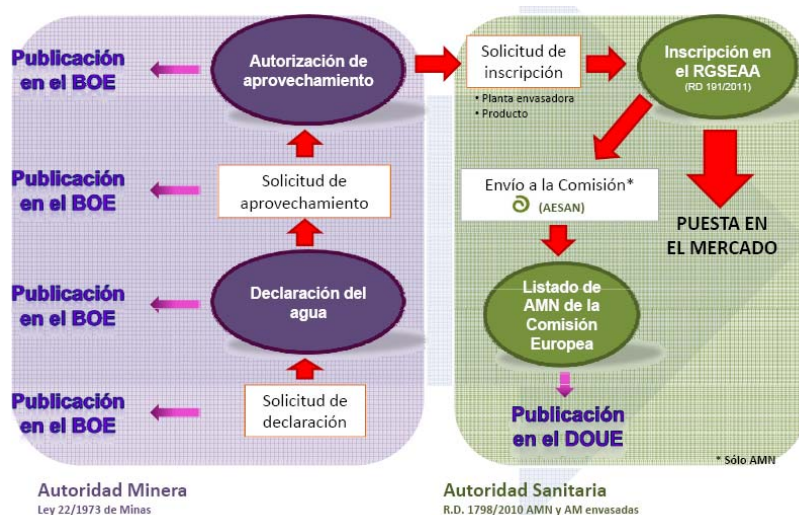 Publicación
en el BOE
Autorización de
aprovechamiento
Solicitud de
inscripción
• Planta envasadora
• Producto
Inscripción en
el RGSEAA
(RD 191/2011)
Publicación
en el BOE
Solicitud de
aprovechamiento
Envío a la Comisión*
(AESAN)
PUESTA EN
EL MERCADO
Publicación
en el BOE
Declaración del
agua
Listado de
AMN de la
Comisión
Europea
Publicación
en el BOE
Solicitud de
declaración
Publicación
en el DOUE
* Sólo AMN
Autoridad Minera
Ley 22/1973 de Minas
Autoridad Sanitaria
R.D. 1798/2010 AMN y AM envasadas